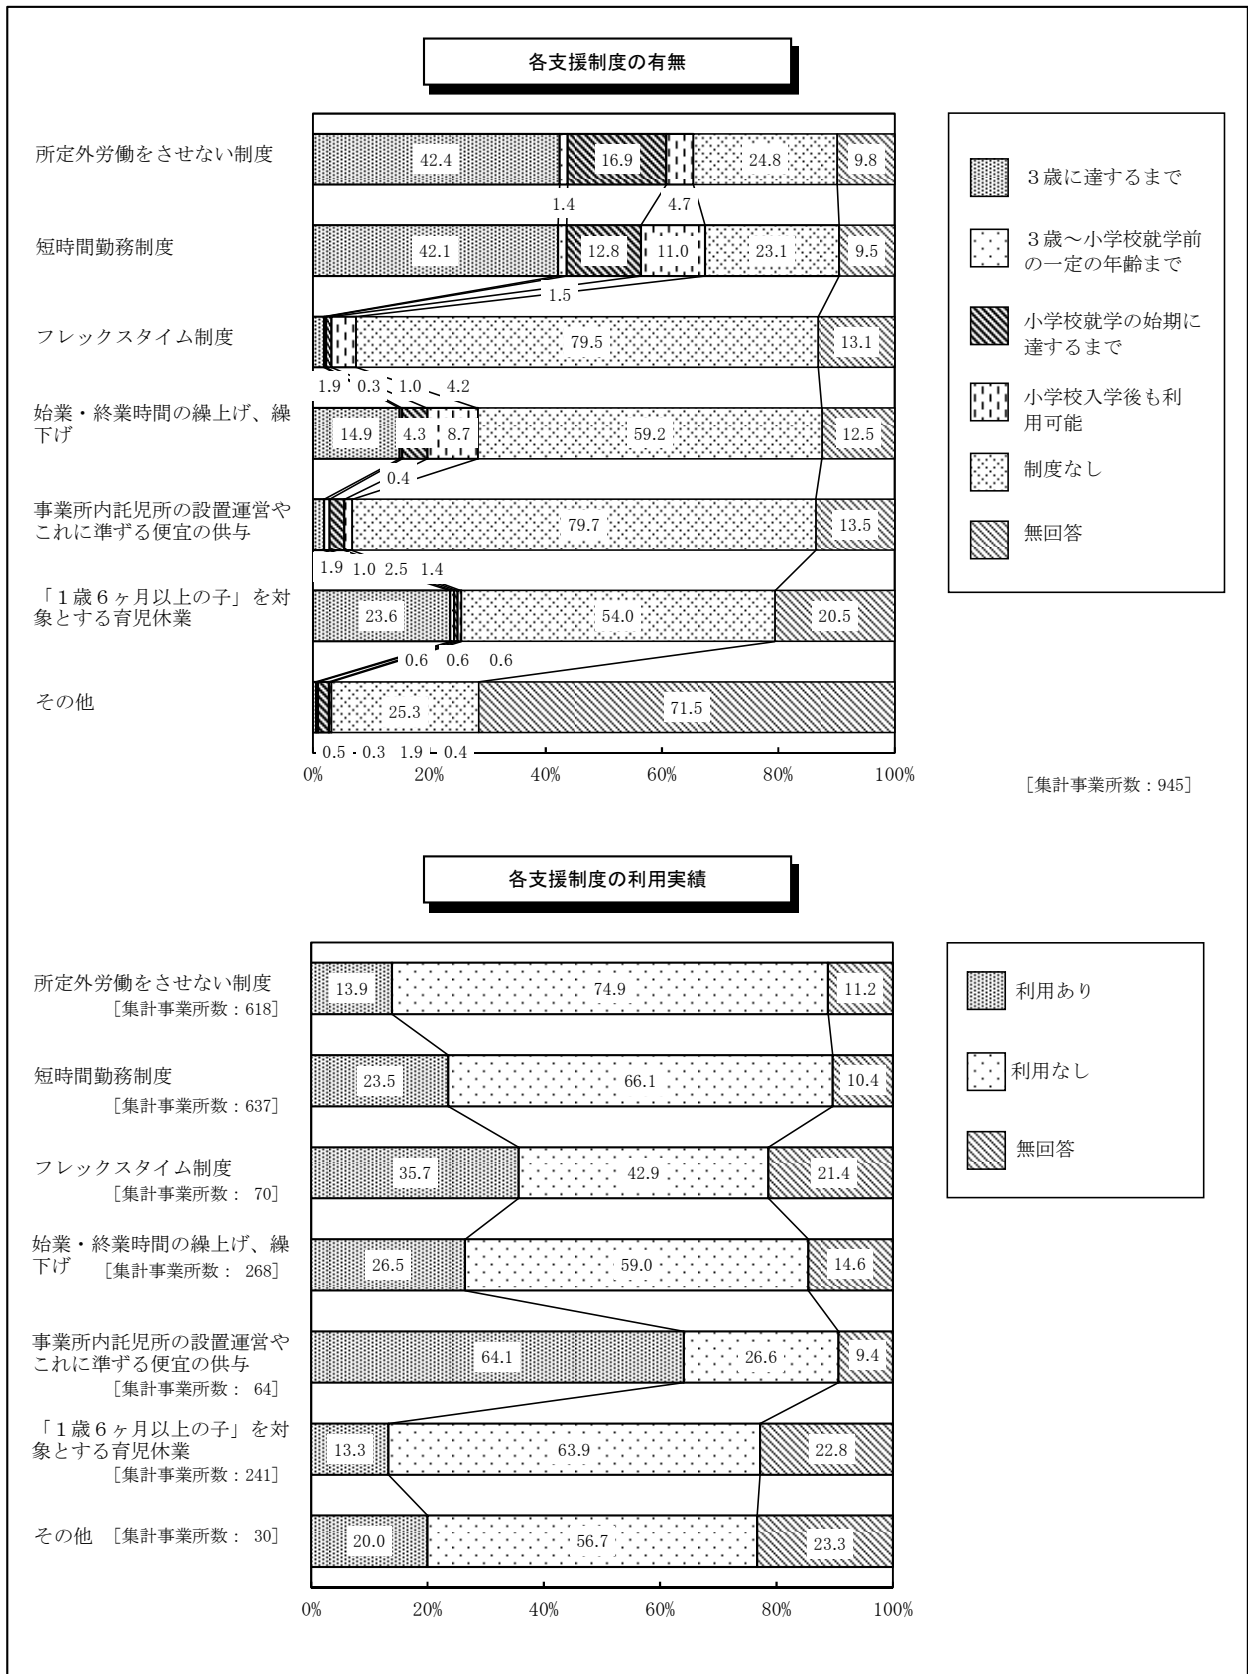 各支援制度の有無
所定外労働をさせない制度
42.4
16.9
24.8
9.8
1.4
4.7
短時間勤務制度
42.1
12.8
11.0
23.1
9.5
1.5
フレックスタイム制度
79.5
13.1
1.9 0.3 1.0 4.2
始業・終業時間の繰上げ、繰
下げ
14.9
4.3
8.7
59.2
12.5
0.4
事業所内託児所の設置運営や
これに準ずる便宜の供与
79.7
13.5
1.9 1.0 2.5 1.4
「1歳6ヶ月以上の子」を対
象とする育児休業
23.6
54.0
20.5
0.6 0.6 0.6
その他
25.3
71.5
0.5 0.3 1.9 0.4
0% 20% 40% 60% 80% 100%
3歳に達するまで
3歳～小学校就学前
の一定の年齢まで
小学校就学の始期に
達するまで
小学校入学後も利
用可能
制度なし
無回答
[集計事業所数：945]
各支援制度の利用実績
所定外労働をさせない制度
[集計事業所数：618]
13.9
74.9
11.2
短時間勤務制度
[集計事業所数：637]
23.5
66.1
10.4
フレックスタイム制度
[集計事業所数： 70]
35.7
42.9
21.4
始業・終業時間の繰上げ、繰
下げ [集計事業所数： 268]
26.5
59.0
14.6
事業所内託児所の設置運営や
これに準ずる便宜の供与
[集計事業所数： 64]
64.1
26.6
9.4
「1歳6ヶ月以上の子」を対
象とする育児休業
[集計事業所数：241]
13.3
63.9
22.8
その他 [集計事業所数： 30]
20.0
56.7
23.3
0% 20% 40% 60% 80% 100%
利用あり
利用なし
無回答